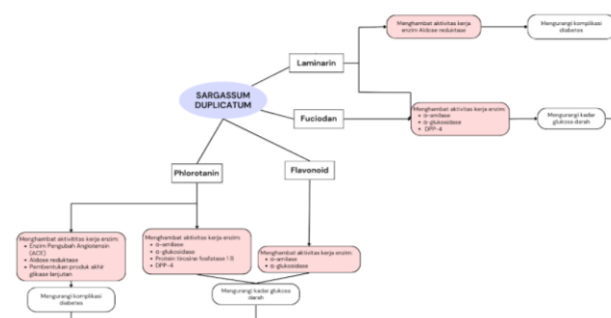 Menghambat aktivitas kerja
enzim Aldose reduktase
Mengurangi komplikasi
diabetes
Laminarin
SARGASSUM
DUPLICATUM
Fuciodan
Menghambat aktivitas kerja enzim:
α-amilase
α-glukosidase
DPP-4
Mengurangi kadar
glukosa darah
Phlorotanin
Flavonoid
Menghambat aktivilitas kerja enzim:
Enzim Pengubah Angiotensin
(ACE)
Aldose reduktase
Pembentukan produk akhir
glikase lanjutan
Menghambat aktivitas kerja enzim:
α-amilase
α-glukosidase
Protein tirosine fosfatase 1 B
DPP-4
Menghambat aktivitas kerja enzim:
α-amilase
α-glukosidase
Mengurangi komplikasi
diabetes
Mengurangi kadar glukosa
darah